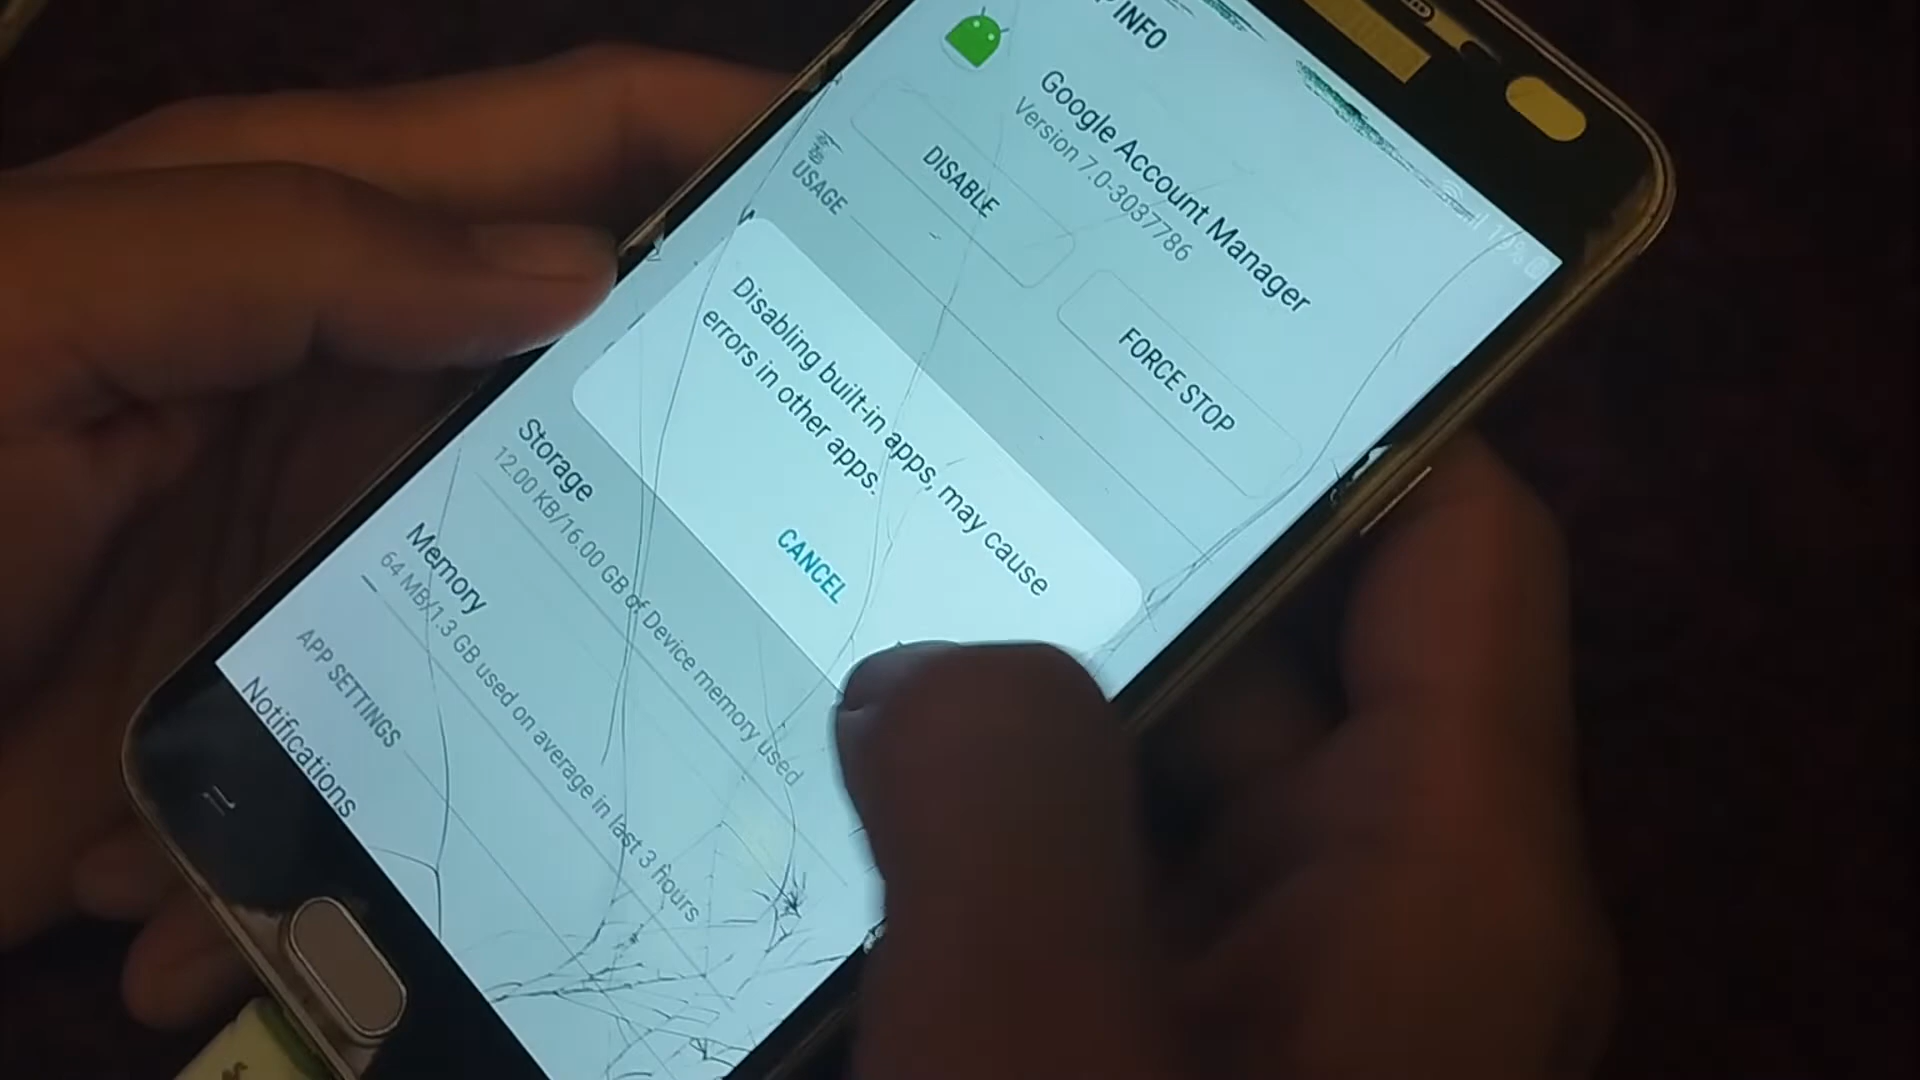 INFO
Google Account Manager
Version 7.0-3037786
DISABLE
FORCE STOP
USAGE
Disabling built-in apps, may cause
errors in other apps.
CANCEL
Storage
12.00 KB/16.00 GB of Device memory used
Memory
64 MB/1.3 GB used on average in last 3 hours
APP SETTINGS
Notifications